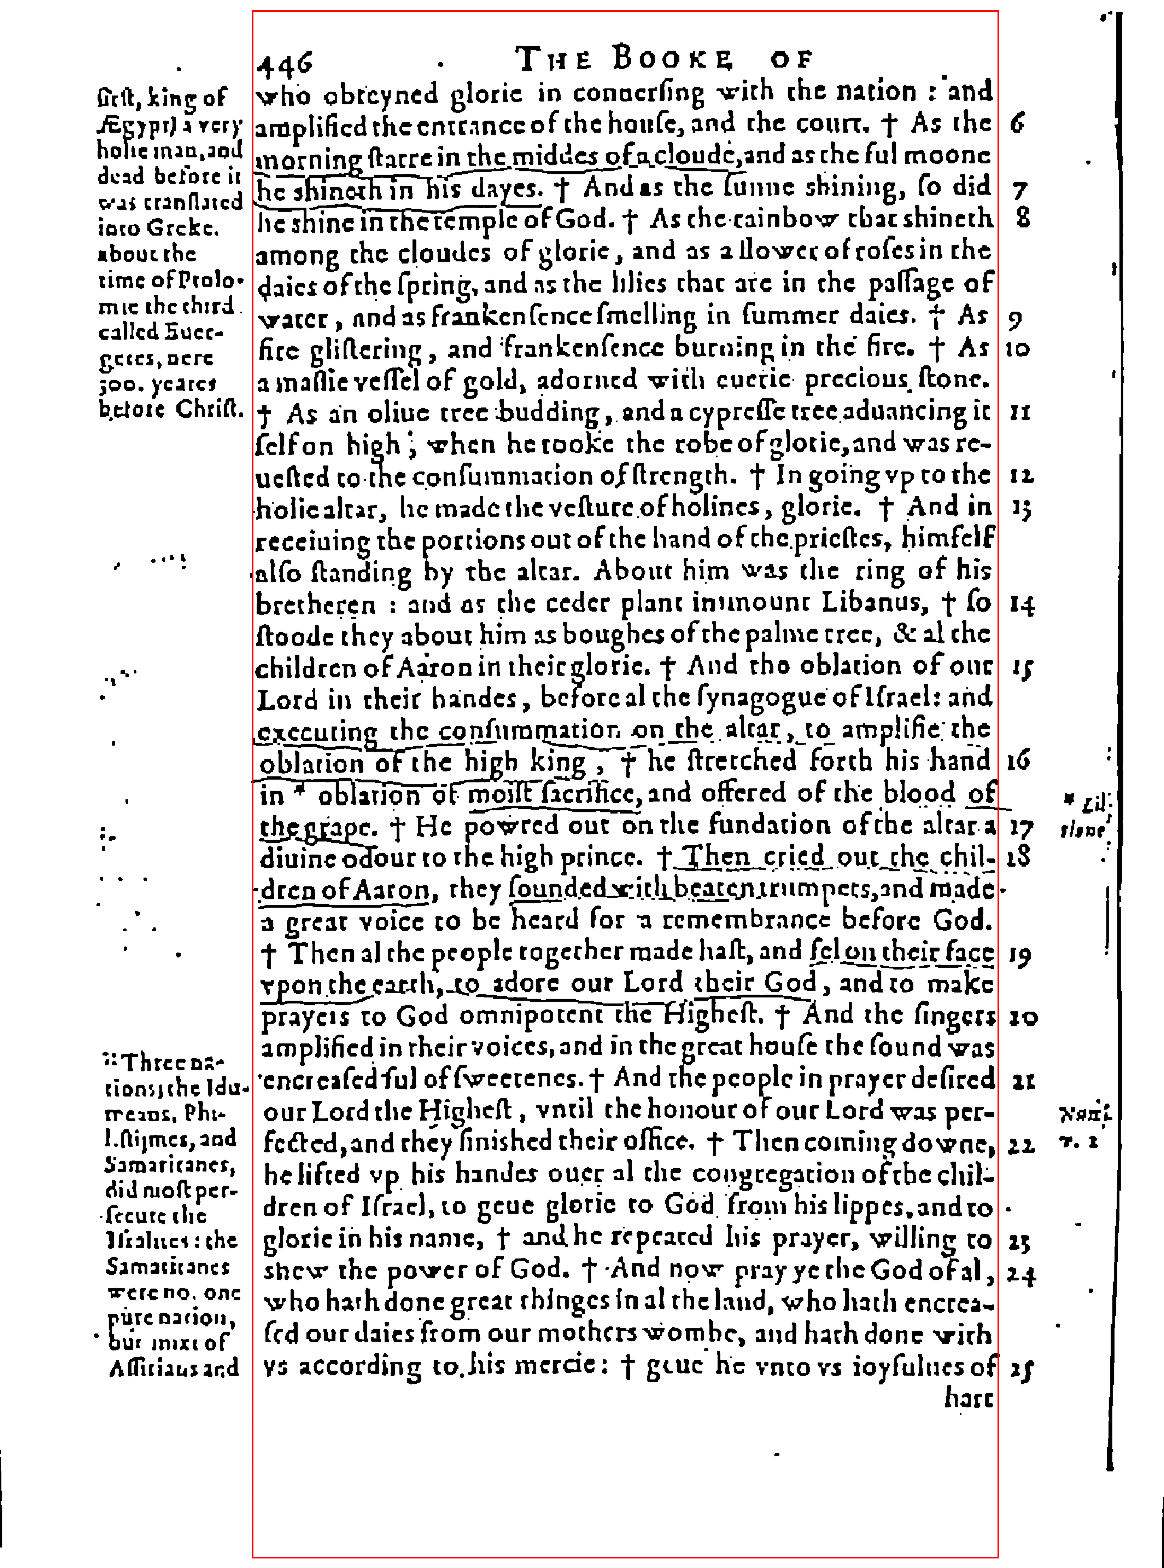 446 THE BOOKE OF
who obteyned glorie in conuerſing with the nation : and
amplified the entrance of the houſe, and the court. † As the 6
morning ſtarre in the middes of a cloude, and as the ful moone
he shineth in his dayes. † And as the ſunne shining, ſo did 7
he shine in the temple of God. † As the rainbow that shineth 8
among the cloudes of glorie, and as a flower of roſes in the
daies of the ſpring, and as the lilies that are in the paſſage of
water, and as frankenſence ſmelling in ſummer daies. † As 9
fire gliſtering, and frankenſence burning in the fire. † As 10
a maſſie veſſel of gold, adorned with euerie precious ſtone.
† As an oliue tree budding, and a cypreſſe tree aduancing it 11
ſelf on high; when he tooke the robe of glorie, and was re-
ueſted to the conſummation of ſtrength. † In going vp to the 12
holie altar, he made the veſture of holines, glorie. † And in 13
receiuing the portions out of the hand of the prieſtes, himſelf
alſo ſtanding by the altar. About him was the ring of his
bretheren : and as the ceder plant in mount Libanus, † ſo 14
ſtoode they about him as boughes of the palme tree, & al the
children of Aaron in their glorie. † And tho oblation of our 15
Lord in their handes, before al the ſynagogue of Iſrael: and
executing the conſummation on the altar, to amplifie the
oblation of the high king, † he ſtretched forth his hand 16
in * oblation of moiſt ſacrifice, and offered of the blood of
the grape. † He powred out on the fundation of the altar a 17
diuine odour to the high prince. † Then cried out the chil- 18
dren of Aaron, they ſounded with beaten trumpets, and made
a great voice to be heard for a remembrance before God.
† Then al the people together made haſt, and fel on their face 19
vpon the earth, to adore our Lord their God, and to make
prayers to God omnipotent the Higheſt. † And the ſingers 20
amplified in their voices, and in the great houſe the ſound was
encreaſed ful of ſweetenes. † And the people in prayer deſired 21
our Lord the Higheſt, vntil the honour of our Lord was per-
fected, and they finished their office. † Then coming downe, 22
he lifted vp his handes ouer al the congregation of the chil-
dren of Iſrael, to geue glorie to God from his lippes, and to
glorie in his name, † and he repeated his prayer, willing to 23
shew the power of God. † And now pray ye the God of al, 24
who hath done great thinges in al the land, who hath encrea-
ſed our daies from our mothers wombe, and hath done with
vs according to his mercie: † geue he vnto vs ioyfulnes of 25
hart
firſt, king of
Ægypt) a very
holie man, and
dead before it
was tranſlated
into Greke.
about the
time of Ptolo-
mie the third
called Euer-
getes, nere
300. yeares
before Chriſt.
:: Three na-
tions; the Idu-
means, Phi-
liſtijmes, and
Samaritanes,
did moſt per-
ſecute the
Iſralites: the
Samaritanes
were no. one
pure nation,
but mixt of
Aſſirians and
* Lib
Num.